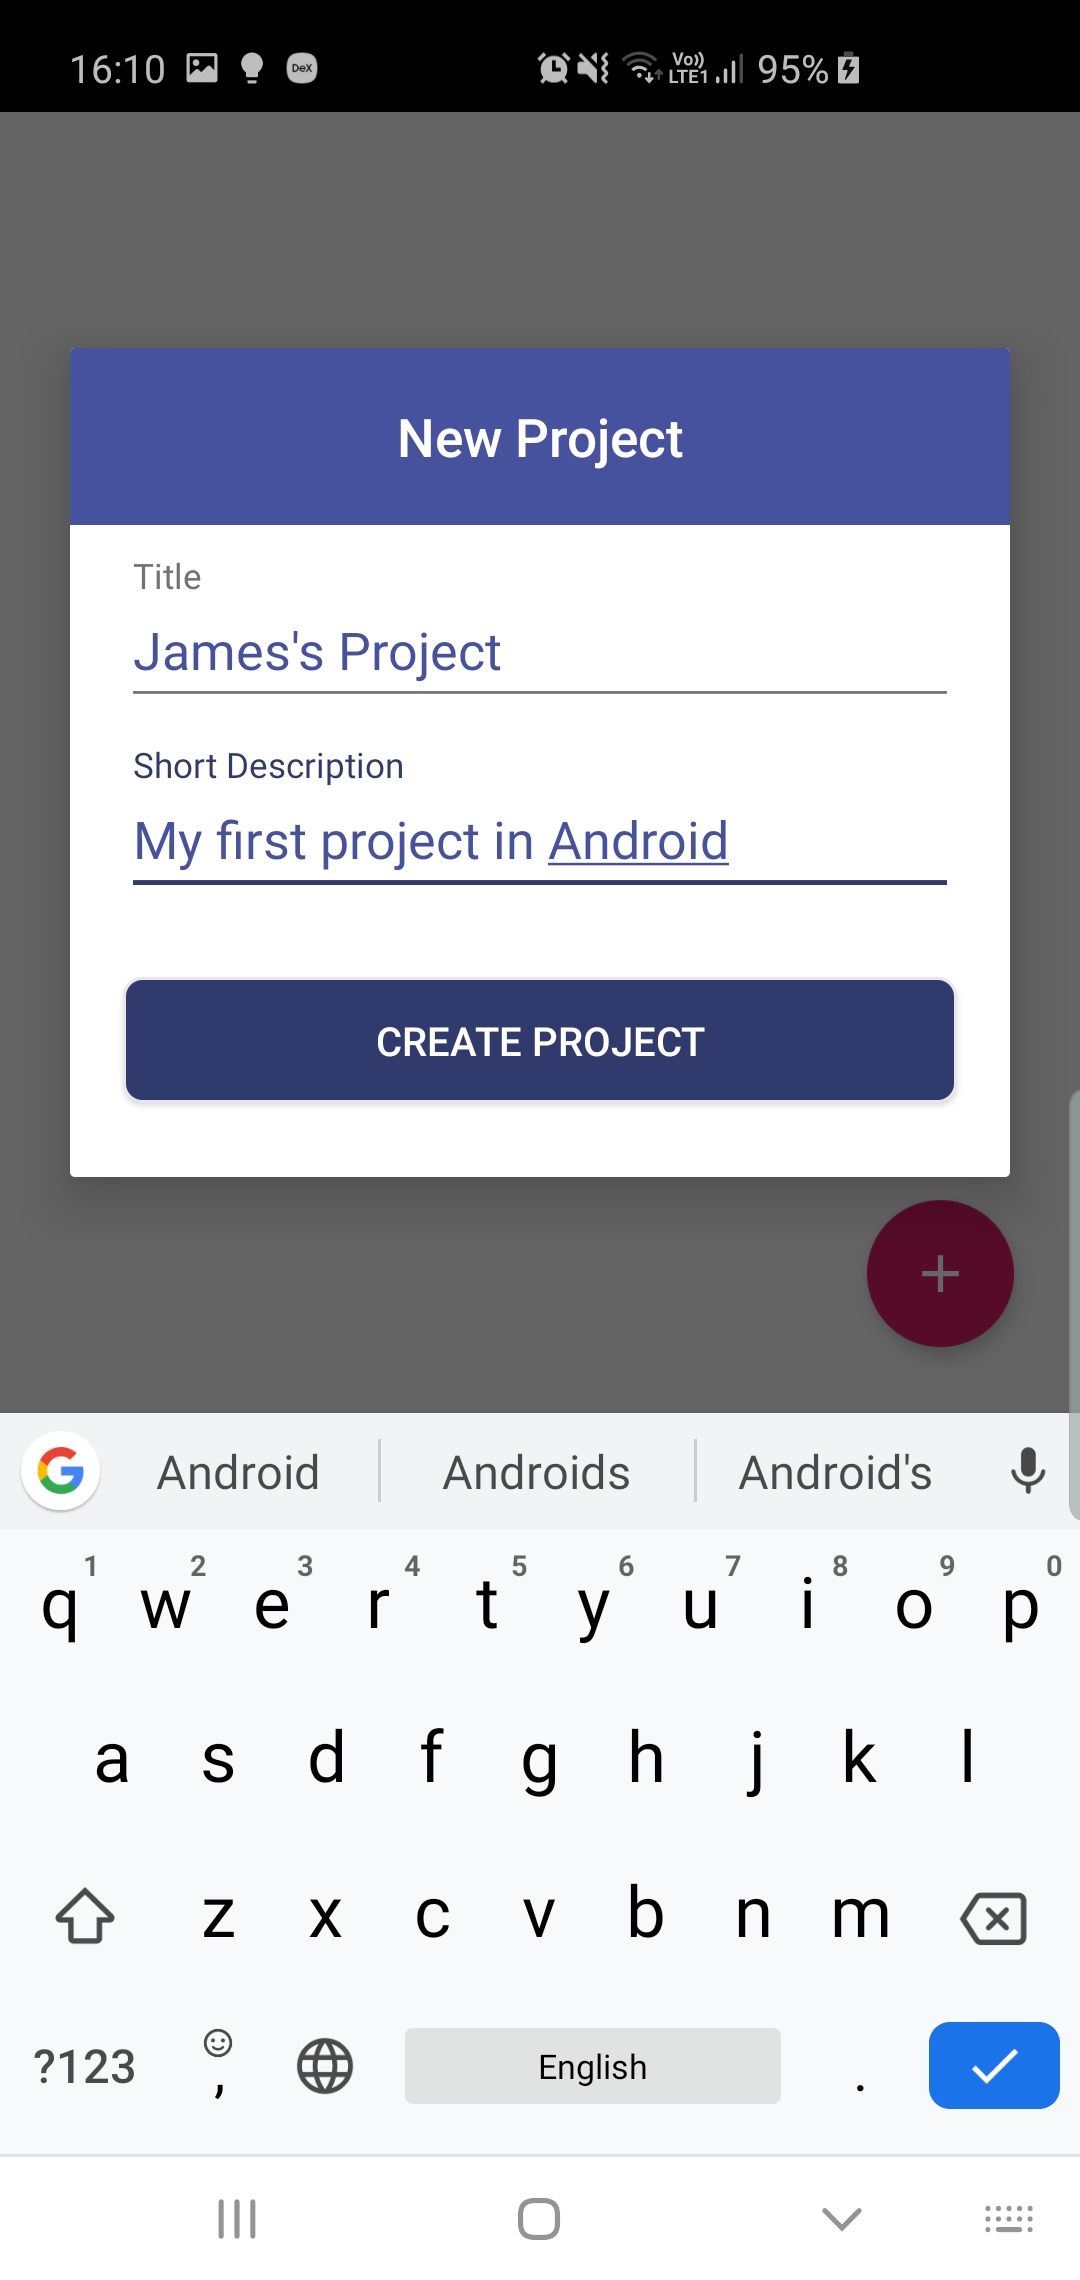 16:10 DeX Vo)) LTE1 95%
New Project
Title
James's Project
Short Description
My first project in Android
CREATE PROJECT
+
G Android Androids Android's
1 2 3 4 5 6 7 8 9 0
q w e r t y u i o p
a s d f g h j k l
z x c v b n m
?123 , English .